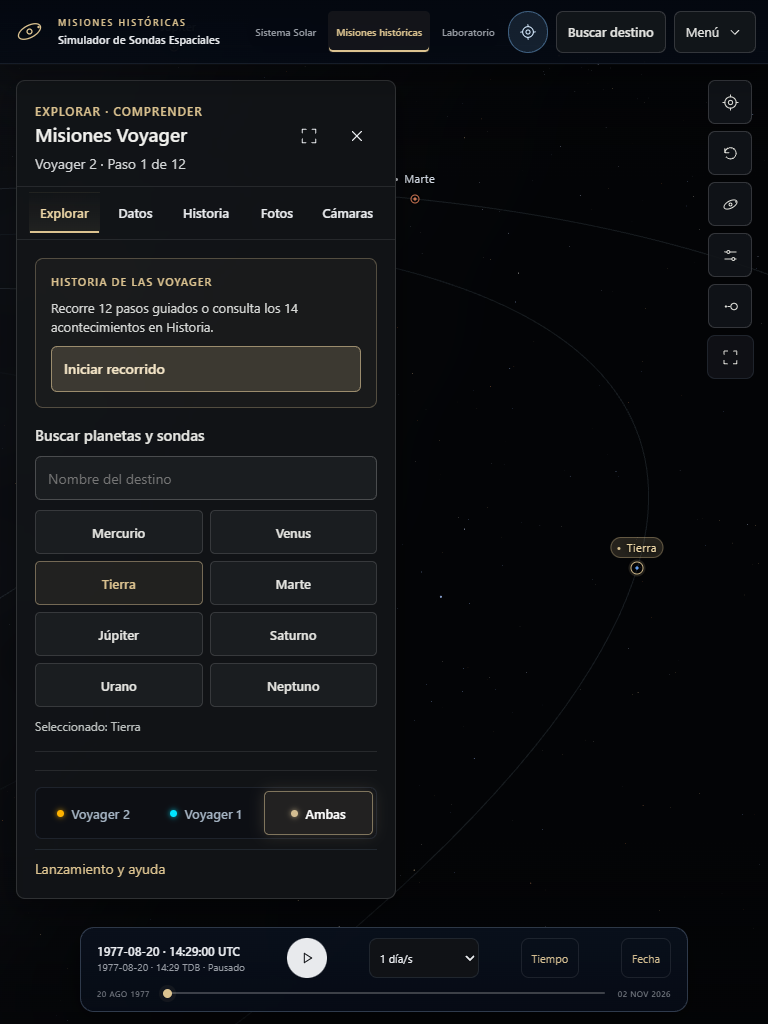 MISIONES HISTÓRICAS
Simulador de Sondas Espaciales
Sistema Solar
Misiones históricas
Laboratorio
Buscar destino
Menú
EXPLORAR · COMPRENDER
Misiones Voyager
Voyager 2 · Paso 1 de 12
Explorar
Datos
Historia
Fotos
Cámaras
HISTORIA DE LAS VOYAGER
Recorre 12 pasos guiados o consulta los 14
acontecimientos en Historia.
Iniciar recorrido
Buscar planetas y sondas
Nombre del destino
Mercurio
Venus
Tierra
Marte
Júpiter
Saturno
Urano
Neptuno
Seleccionado: Tierra
Voyager 2
Voyager 1
Ambas
Lanzamiento y ayuda
Marte
Tierra
1977-08-20 · 14:29:00 UTC
1977-08-20 · 14:29 TDB · Pausado
1 día/s
Tiempo
Fecha
20 AGO 1977
02 NOV 2026